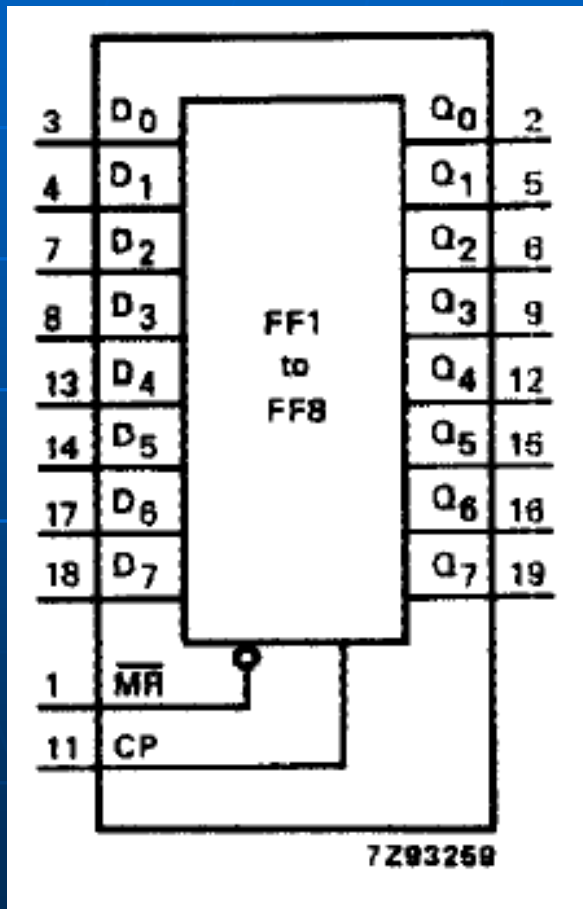 3 D0 Q0 2
4 D1 Q1 5
7 D2 Q2 6
8 D3 Q3 9
FF1
to
FF8
13 D4 Q4 12
14 D5 Q5 15
17 D6 Q6 16
18 D7 Q7 19
1 MR
11 CP
7Z93259